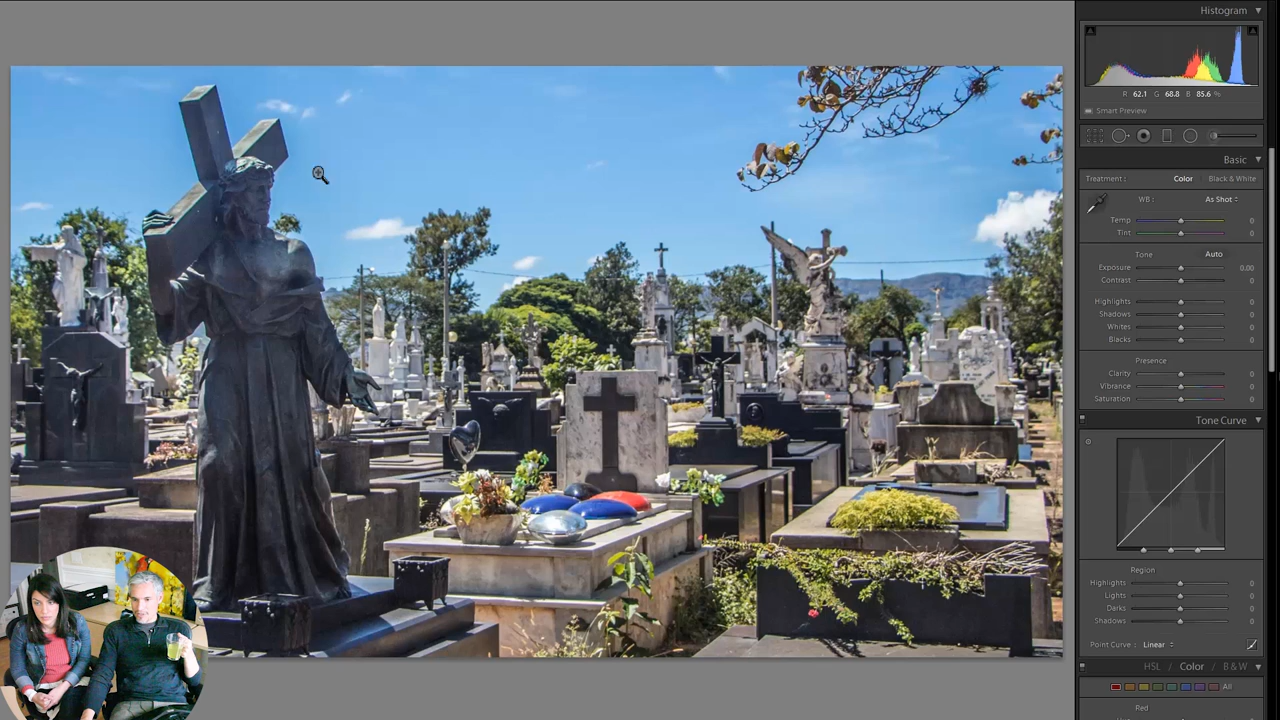 Histogram
R 62.1 G 68.8 B 85.6 %
Smart Preview
Basic
Treatment : Color Black & White
WB : As Shot
Temp 0
Tint 0
Tone Auto
Exposure 0.00
Contrast 0
Highlights 0
Shadows 0
Whites 0
Blacks 0
Presence
Clarity 0
Vibrance 0
Saturation 0
Tone Curve
Region
Highlights 0
Lights 0
Darks 0
Shadows 0
Point Curve : Linear
HSL / Color / B & W
All
Red